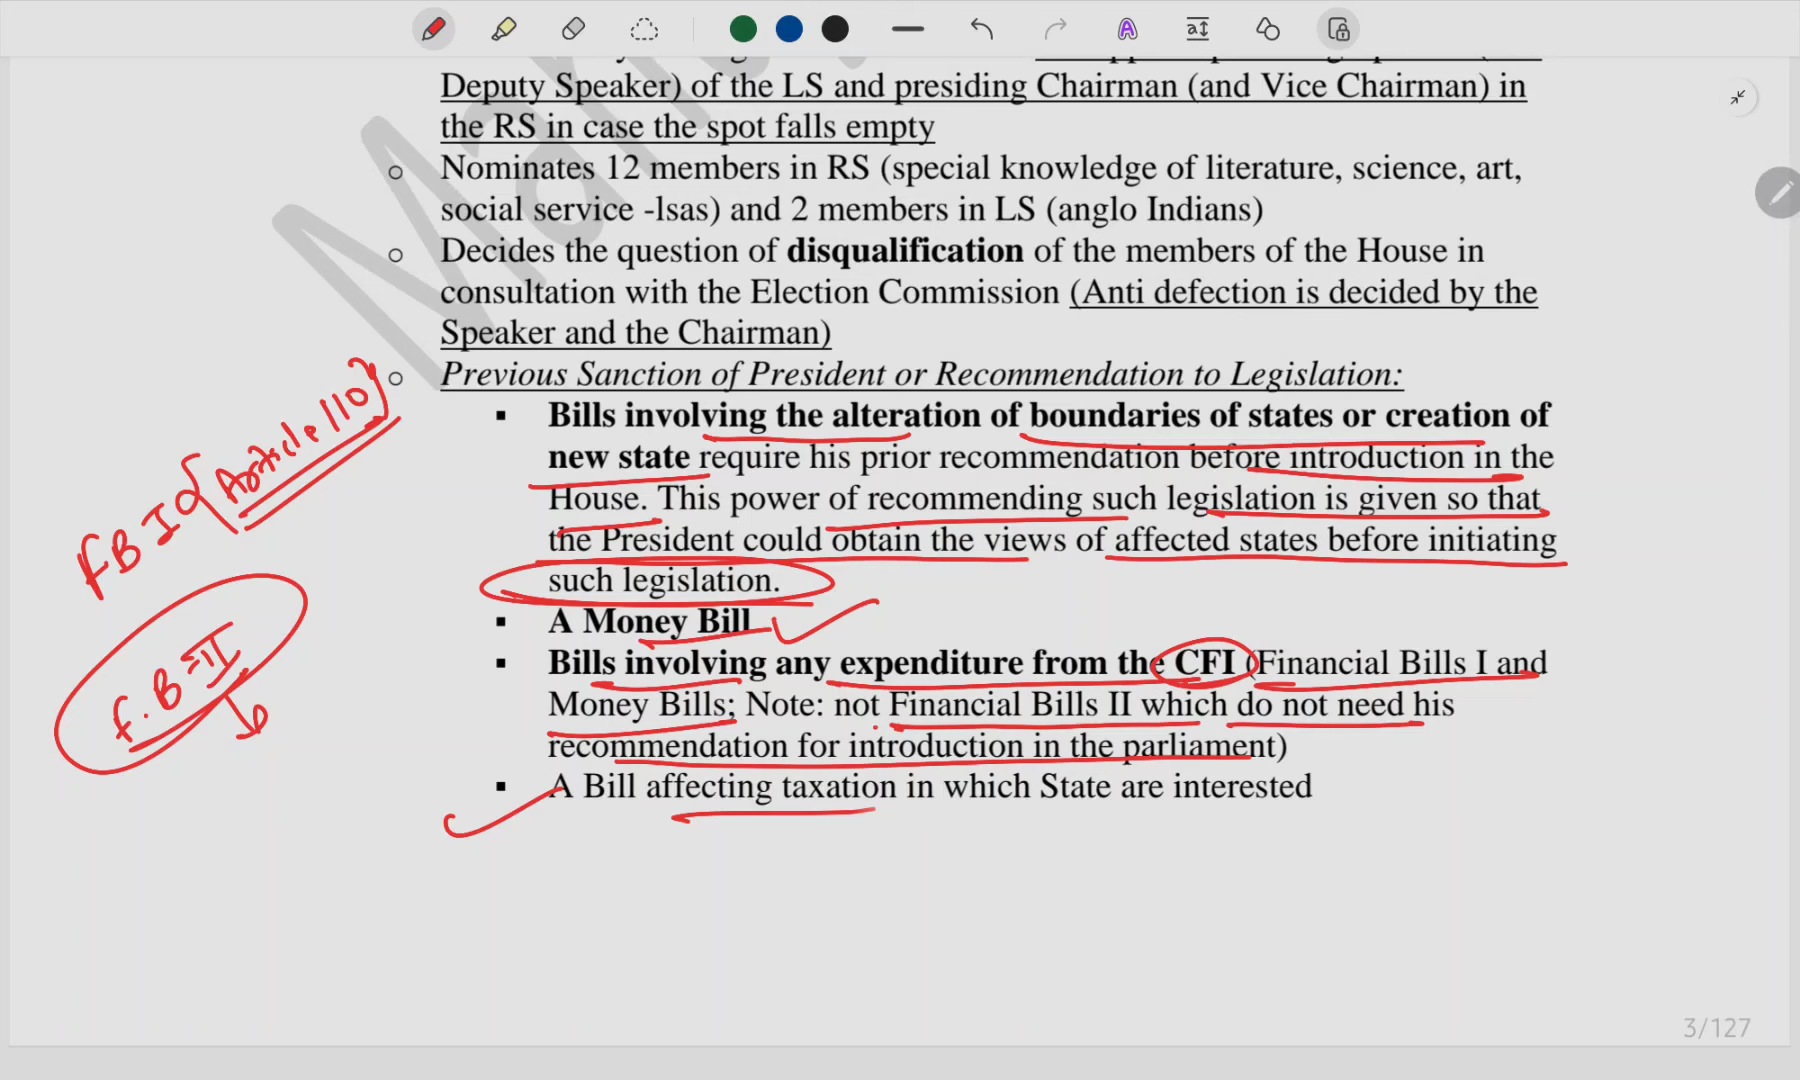 Deputy Speaker) of the LS and presiding Chairman (and Vice Chairman) in
the RS in case the spot falls empty
o Nominates 12 members in RS (special knowledge of literature, science, art,
social service -lsas) and 2 members in LS (anglo Indians)
o Decides the question of disqualification of the members of the House in
consultation with the Election Commission (Anti defection is decided by the
Speaker and the Chairman)
o Previous Sanction of President or Recommendation to Legislation:
▪ Bills involving the alteration of boundaries of states or creation of
new state require his prior recommendation before introduction in the
House. This power of recommending such legislation is given so that
the President could obtain the views of affected states before initiating
such legislation.
▪ A Money Bill
▪ Bills involving any expenditure from the CFI (Financial Bills I and
Money Bills; Note: not Financial Bills II which do not need his
recommendation for introduction in the parliament)
▪ A Bill affecting taxation in which State are interested
FB I (Article 110)
F.B-II
3/127